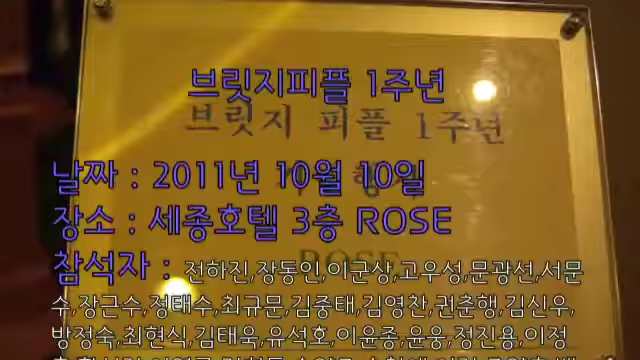 브릿지피플 1주년
브릿지 피플 1주년
날짜 : 2011년 10월 10일
장소 : 세종호텔 3층 ROSE
ROSE
참석자 : 전하진,장동인,이군상,고우성,문광선,서문
수,장근수,정태수,최규문,김중태,김영찬,권춘행,김신우,
방정숙,최현식,김태욱,유석호,이윤종,윤웅,정진용,이정